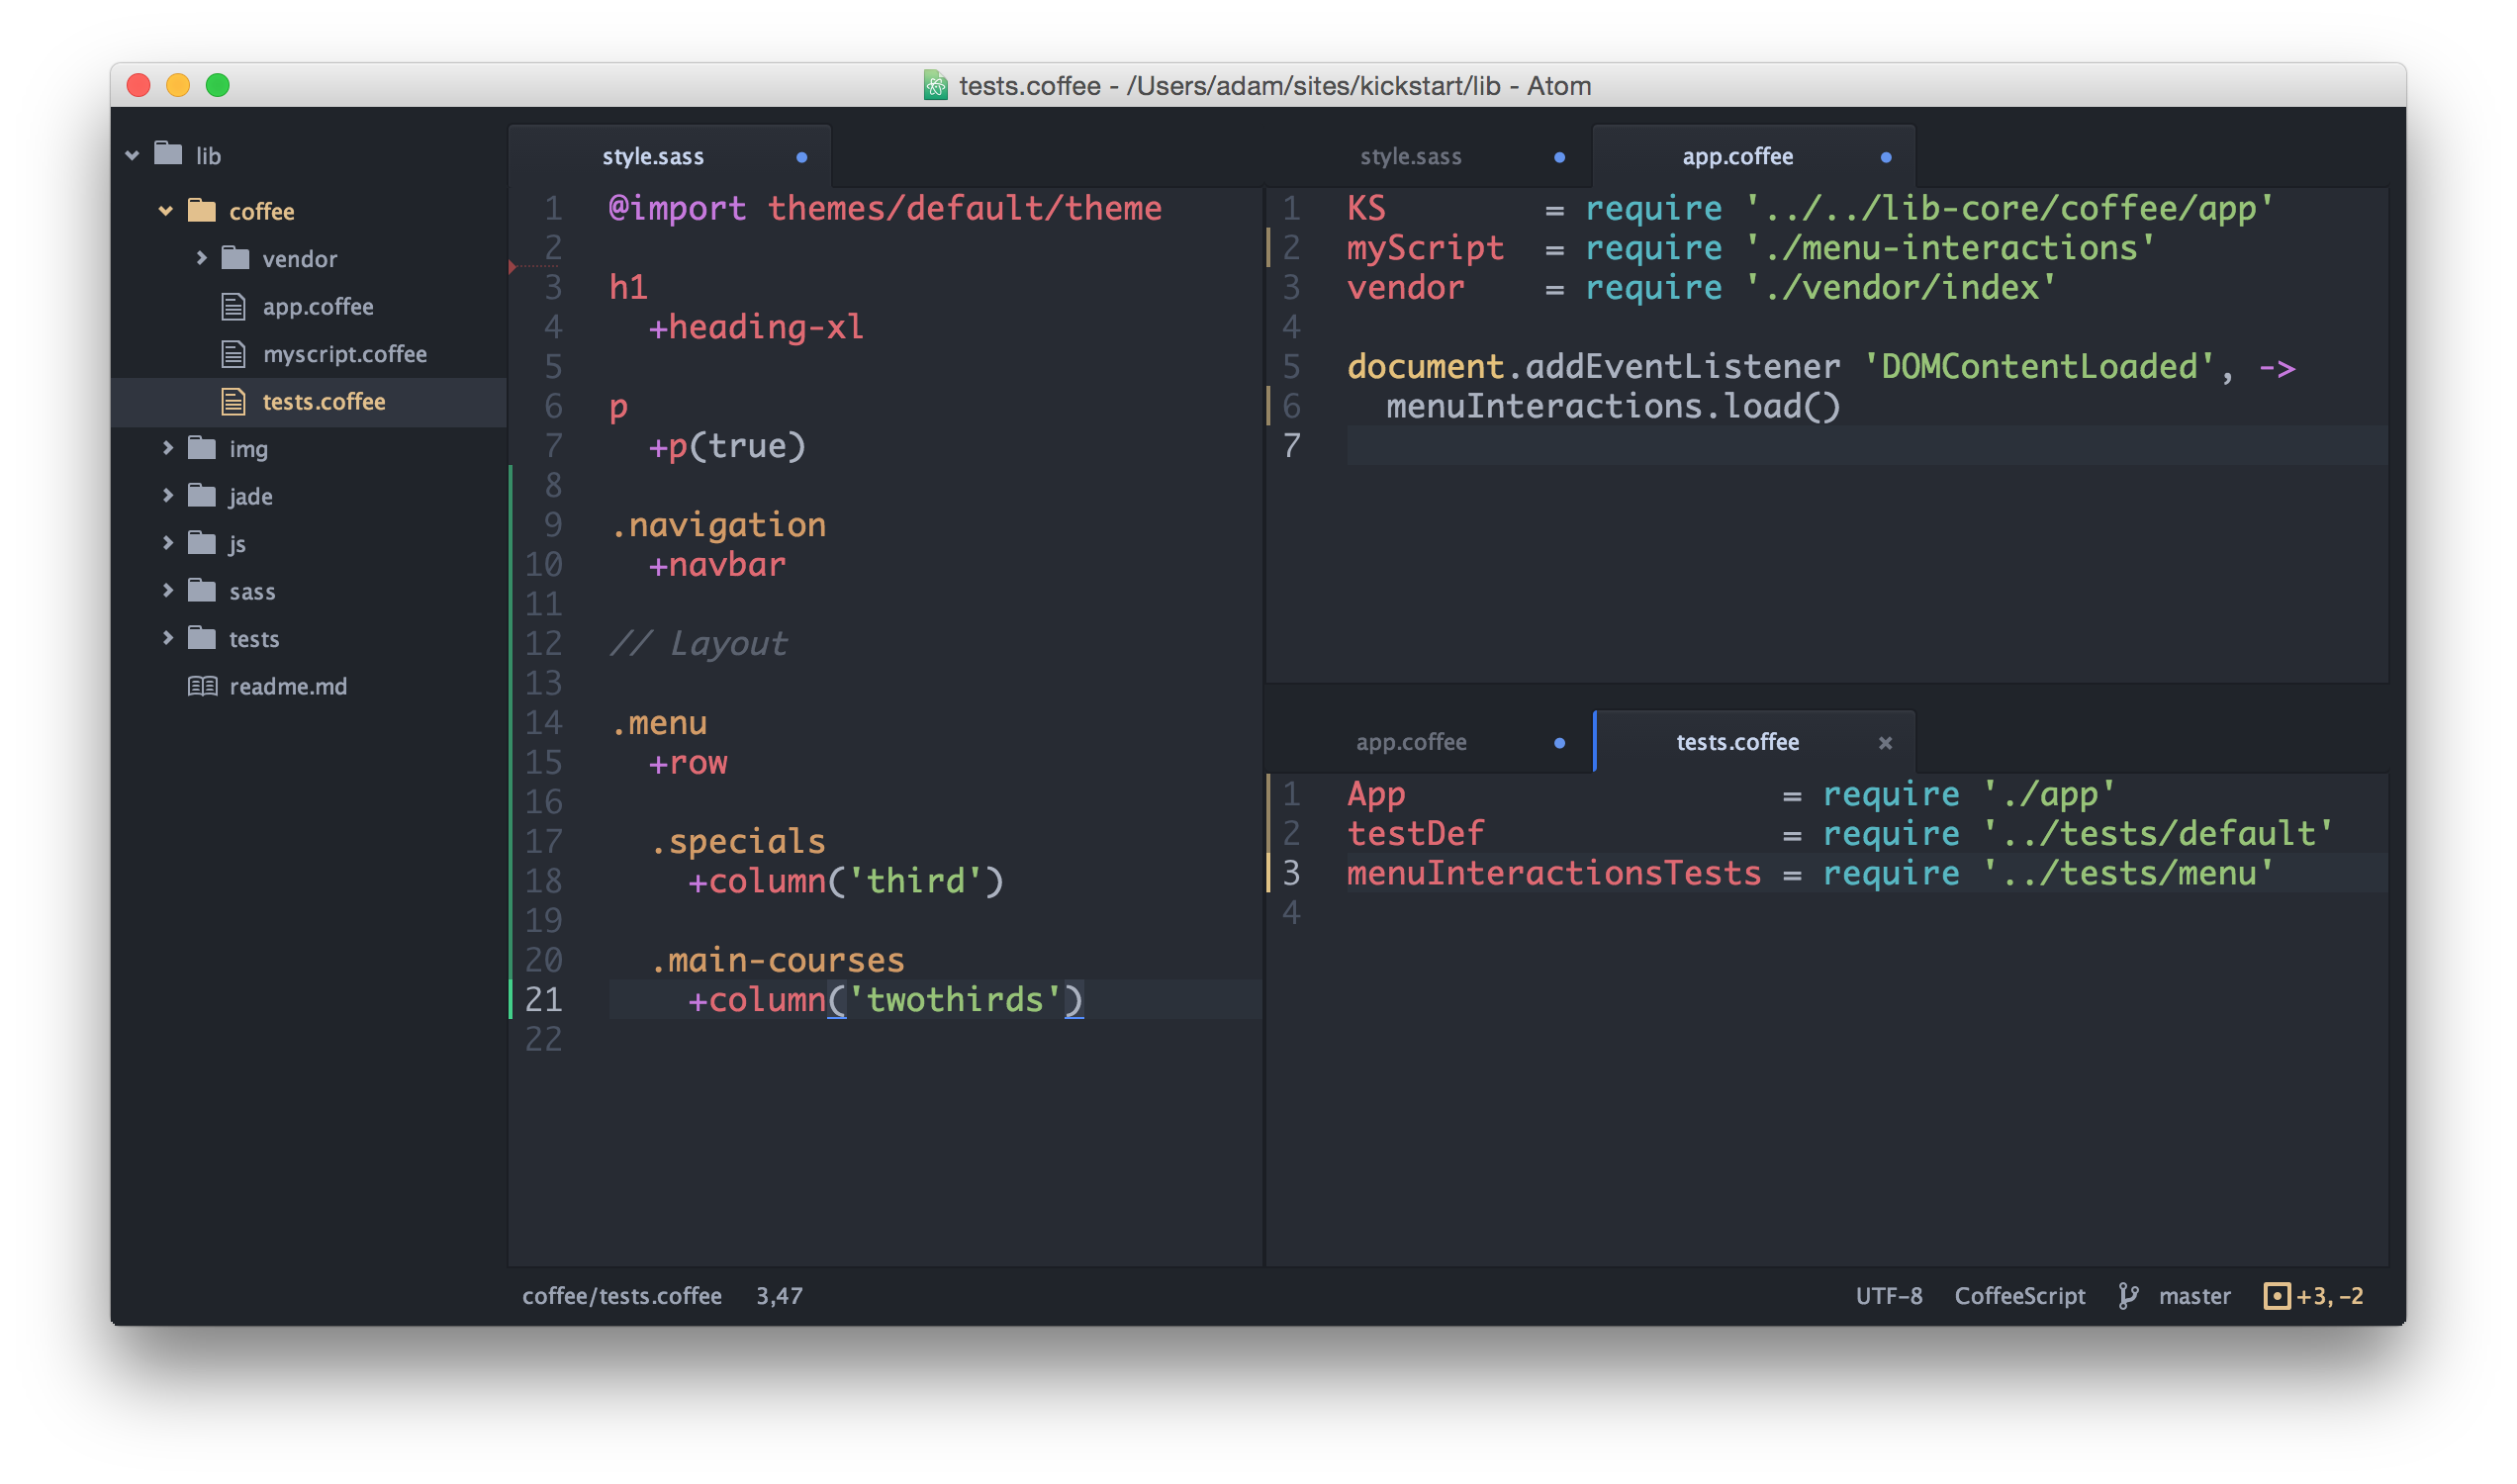 tests.coffee - /Users/adam/sites/kickstart/lib - Atom
lib
coffee
vendor
app.coffee
myscript.coffee
tests.coffee
img
jade
js
sass
tests
readme.md
style.sass
1 @import themes/default/theme
2
3 h1
4   +heading-xl
5
6 p
7   +p(true)
8
9 .navigation
10   +navbar
11
12 // Layout
13
14 .menu
15   +row
16
17   .specials
18     +column('third')
19
20   .main-courses
21     +column('twothirds')
22
style.sass app.coffee
1 KS       = require '../../lib-core/coffee/app'
2 myScript = require './menu-interactions'
3 vendor   = require './vendor/index'
4
5 document.addEventListener 'DOMContentLoaded', ->
6   menuInteractions.load()
7
app.coffee tests.coffee
1 App                   = require './app'
2 testDef               = require '../tests/default'
3 menuInteractionsTests = require '../tests/menu'
4
coffee/tests.coffee 3,47 UTF-8 CoffeeScript master +3, -2